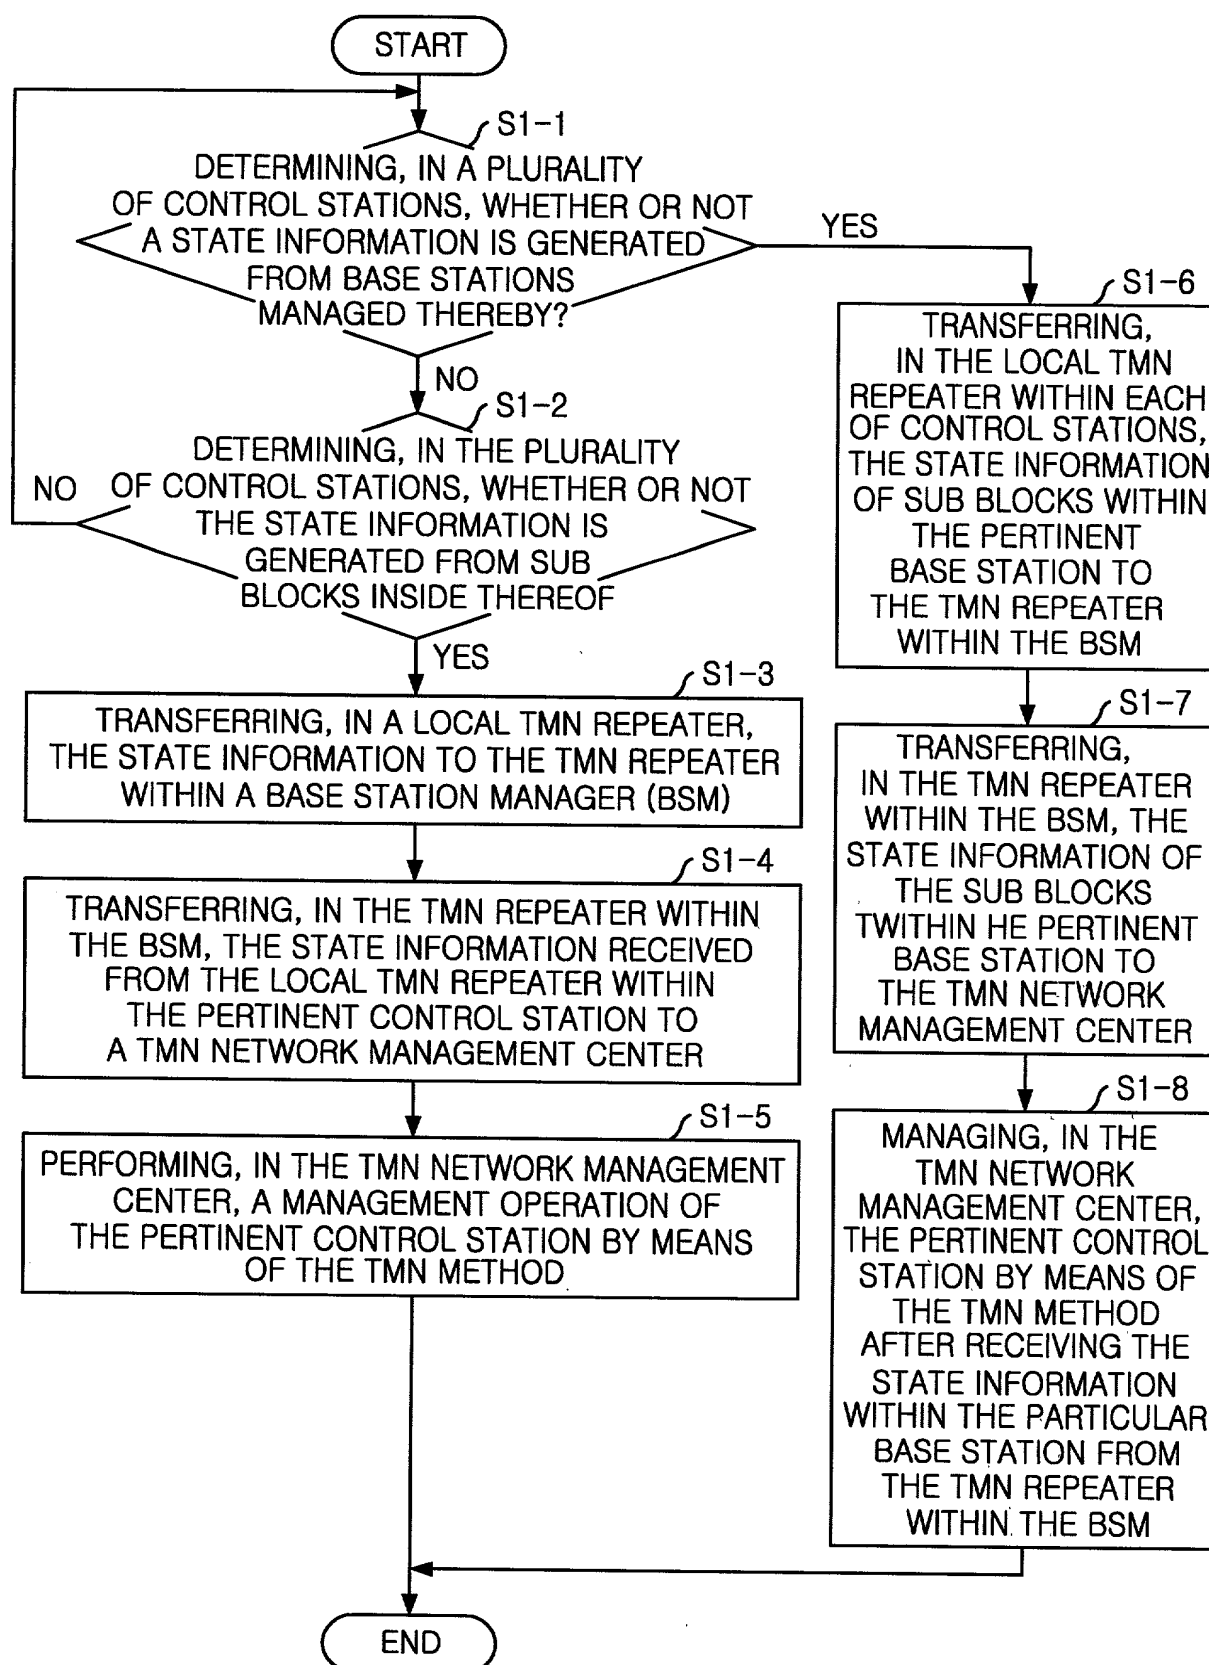 START
S1-1
DETERMINING, IN A PLURALITY
OF CONTROL STATIONS, WHETHER OR NOT
A STATE INFORMATION IS GENERATED
FROM BASE STATIONS
MANAGED THEREBY?
YES
NO
S1-2
DETERMINING, IN THE PLURALITY
OF CONTROL STATIONS, WHETHER OR NOT
THE STATE INFORMATION IS
GENERATED FROM SUB
BLOCKS INSIDE THEREOF
NO
YES
S1-3
TRANSFERRING, IN A LOCAL TMN REPEATER,
THE STATE INFORMATION TO THE TMN REPEATER
WITHIN A BASE STATION MANAGER (BSM)
S1-4
TRANSFERRING, IN THE TMN REPEATER WITHIN
THE BSM, THE STATE INFORMATION RECEIVED
FROM THE LOCAL TMN REPEATER WITHIN
THE PERTINENT CONTROL STATION TO
A TMN NETWORK MANAGEMENT CENTER
S1-5
PERFORMING, IN THE TMN NETWORK MANAGEMENT
CENTER, A MANAGEMENT OPERATION OF
THE PERTINENT CONTROL STATION BY MEANS
OF THE TMN METHOD
S1-6
TRANSFERRING,
IN THE LOCAL TMN
REPEATER WITHIN EACH
OF CONTROL STATIONS,
THE STATE INFORMATION
OF SUB BLOCKS WITHIN
THE PERTINENT
BASE STATION TO
THE TMN REPEATER
WITHIN THE BSM
S1-7
TRANSFERRING,
IN THE TMN REPEATER
WITHIN THE BSM, THE
STATE INFORMATION OF
THE SUB BLOCKS
TWITHIN HE PERTINENT
BASE STATION TO
THE TMN NETWORK
MANAGEMENT CENTER
S1-8
MANAGING, IN THE
TMN NETWORK
MANAGEMENT CENTER,
THE PERTINENT CONTROL
STATION BY MEANS OF
THE TMN METHOD
AFTER RECEIVING THE
STATE INFORMATION
WITHIN THE PARTICULAR
BASE STATION FROM
THE TMN REPEATER
WITHIN THE BSM
END